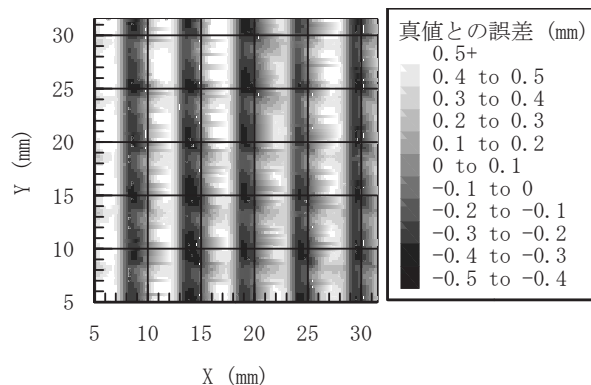 真値との誤差 (mm)
0.5+
0.4 to 0.5
0.3 to 0.4
0.2 to 0.3
0.1 to 0.2
0 to 0.1
-0.1 to 0
-0.2 to -0.1
-0.3 to -0.2
-0.4 to -0.3
-0.5 to -0.4
Y (mm)
30
25
20
15
10
5
5 10 15 20 25 30
X (mm)